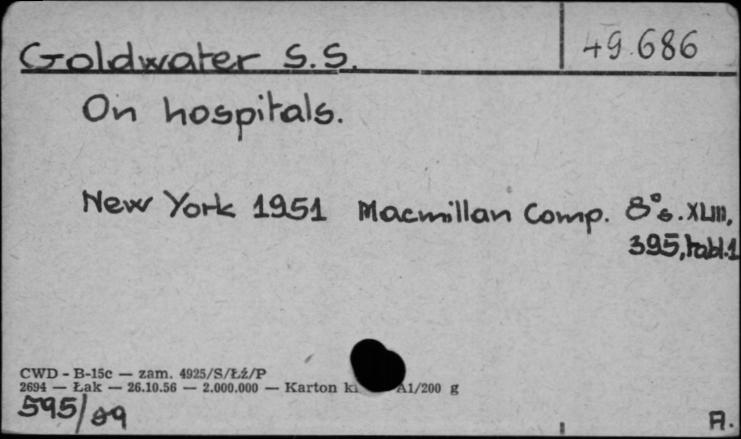 Goldwater S.S.
49.686
On hospitals.
New York 1951 Macmillan Comp. 8° s. XLIII,
395, tabl.1
CWD - B-15c — zam. 4925/S/Łź/P
2694 — Łak — 26.10.56 — 2.000.000 — Karton A1/200 g
595/89
A.